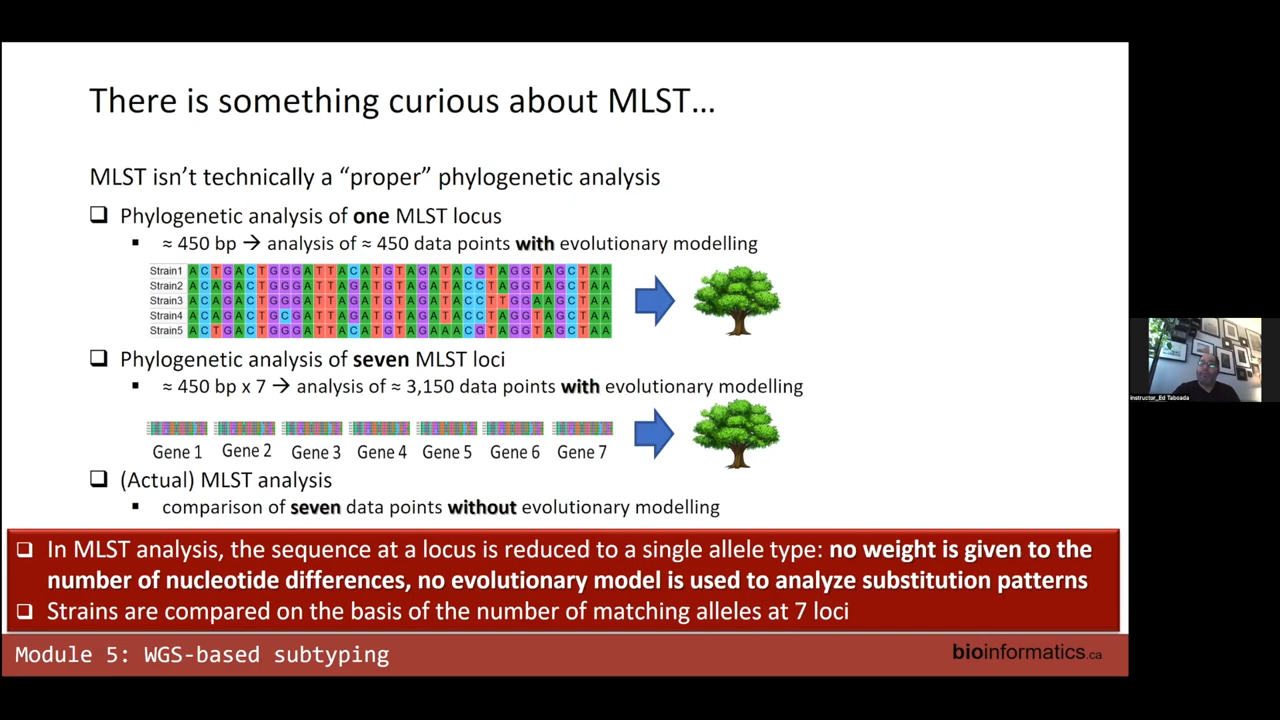 There is something curious about MLST…
MLST isn't technically a “proper” phylogenetic analysis
Phylogenetic analysis of one MLST locus
≈ 450 bp → analysis of ≈ 450 data points with evolutionary modelling
Strain1 ACTGACTGGGATTACATGTAGATACGTAGGTAGCTAA
Strain2 ACAGACTGGGATTAGATGTAGATACCTAGGTAGCTAA
Strain3 ACAGACTGGGATTAGATGTAGATACCTTGGAAGCTAA
Strain4 ACAGACTGCGATTAGATGTAGATACCTAGGTAGCTAA
Strain5 ACTGACTGGGATTACATGTAGAAACGTAGGTAGCTAA
Phylogenetic analysis of seven MLST loci
≈ 450 bp x 7 → analysis of ≈ 3,150 data points with evolutionary modelling
Gene 1 Gene 2 Gene 3 Gene 4 Gene 5 Gene 6 Gene 7
(Actual) MLST analysis
comparison of seven data points without evolutionary modelling
In MLST analysis, the sequence at a locus is reduced to a single allele type: no weight is given to the
number of nucleotide differences, no evolutionary model is used to analyze substitution patterns
Strains are compared on the basis of the number of matching alleles at 7 loci
Module 5: WGS-based subtyping
bioinformatics.ca
instructor_Ed Taboada